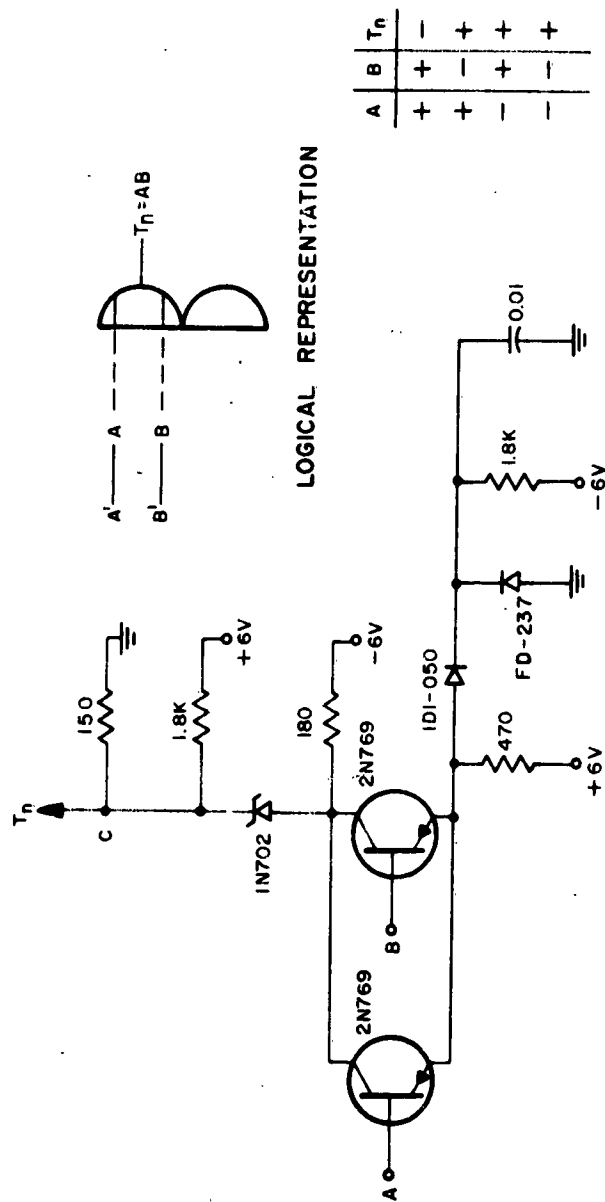 Tn
C
150
1.8K
+6V
1N702
180
-6V
2N769
2N769
A
B
1D1-050
470
+6V
FD-237
1.8K
-6V
0.01
A' A
B' B
Tn=AB
LOGICAL REPRESENTATION
A B Tn
+ + -
+ - +
- + +
- - +